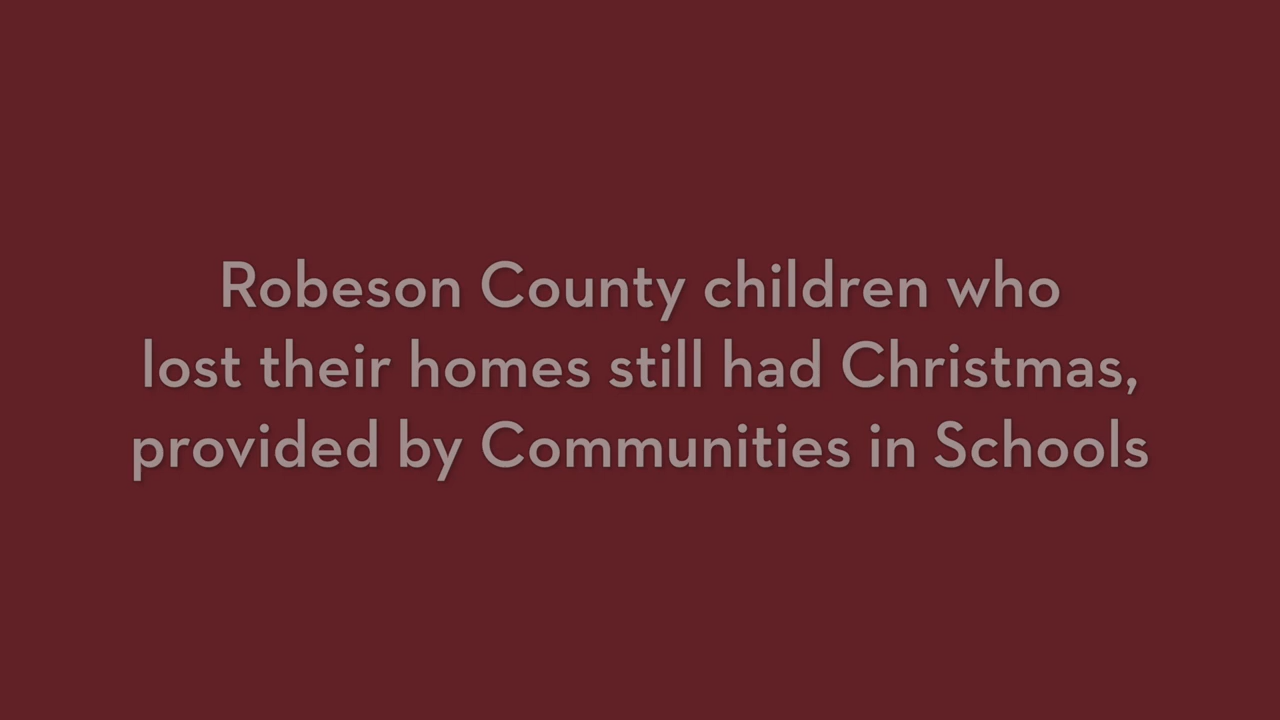 Robeson County children who
lost their homes still had Christmas,
provided by Communities in Schools